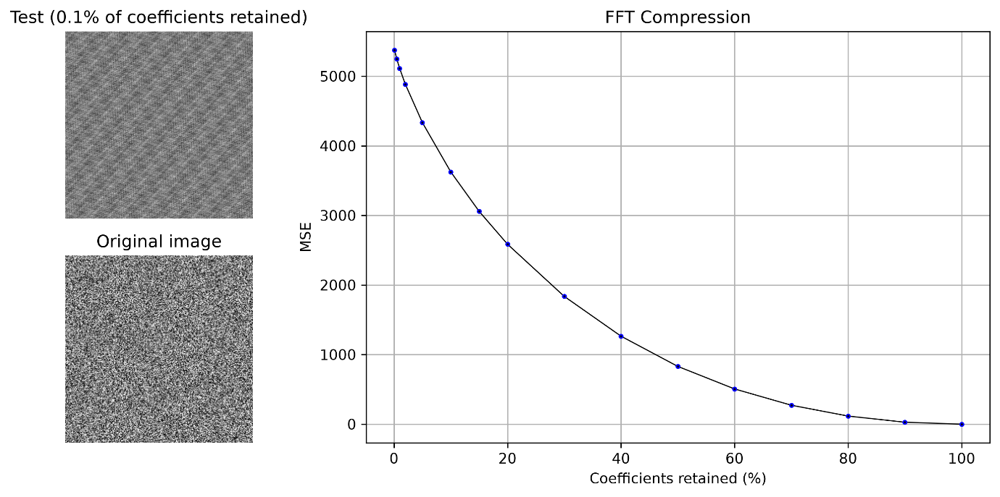 Test (0.1% of coefficients retained)
Original image
FFT Compression
MSE
5000
4000
3000
2000
1000
0
0 20 40 60 80 100
Coefficients retained (%)